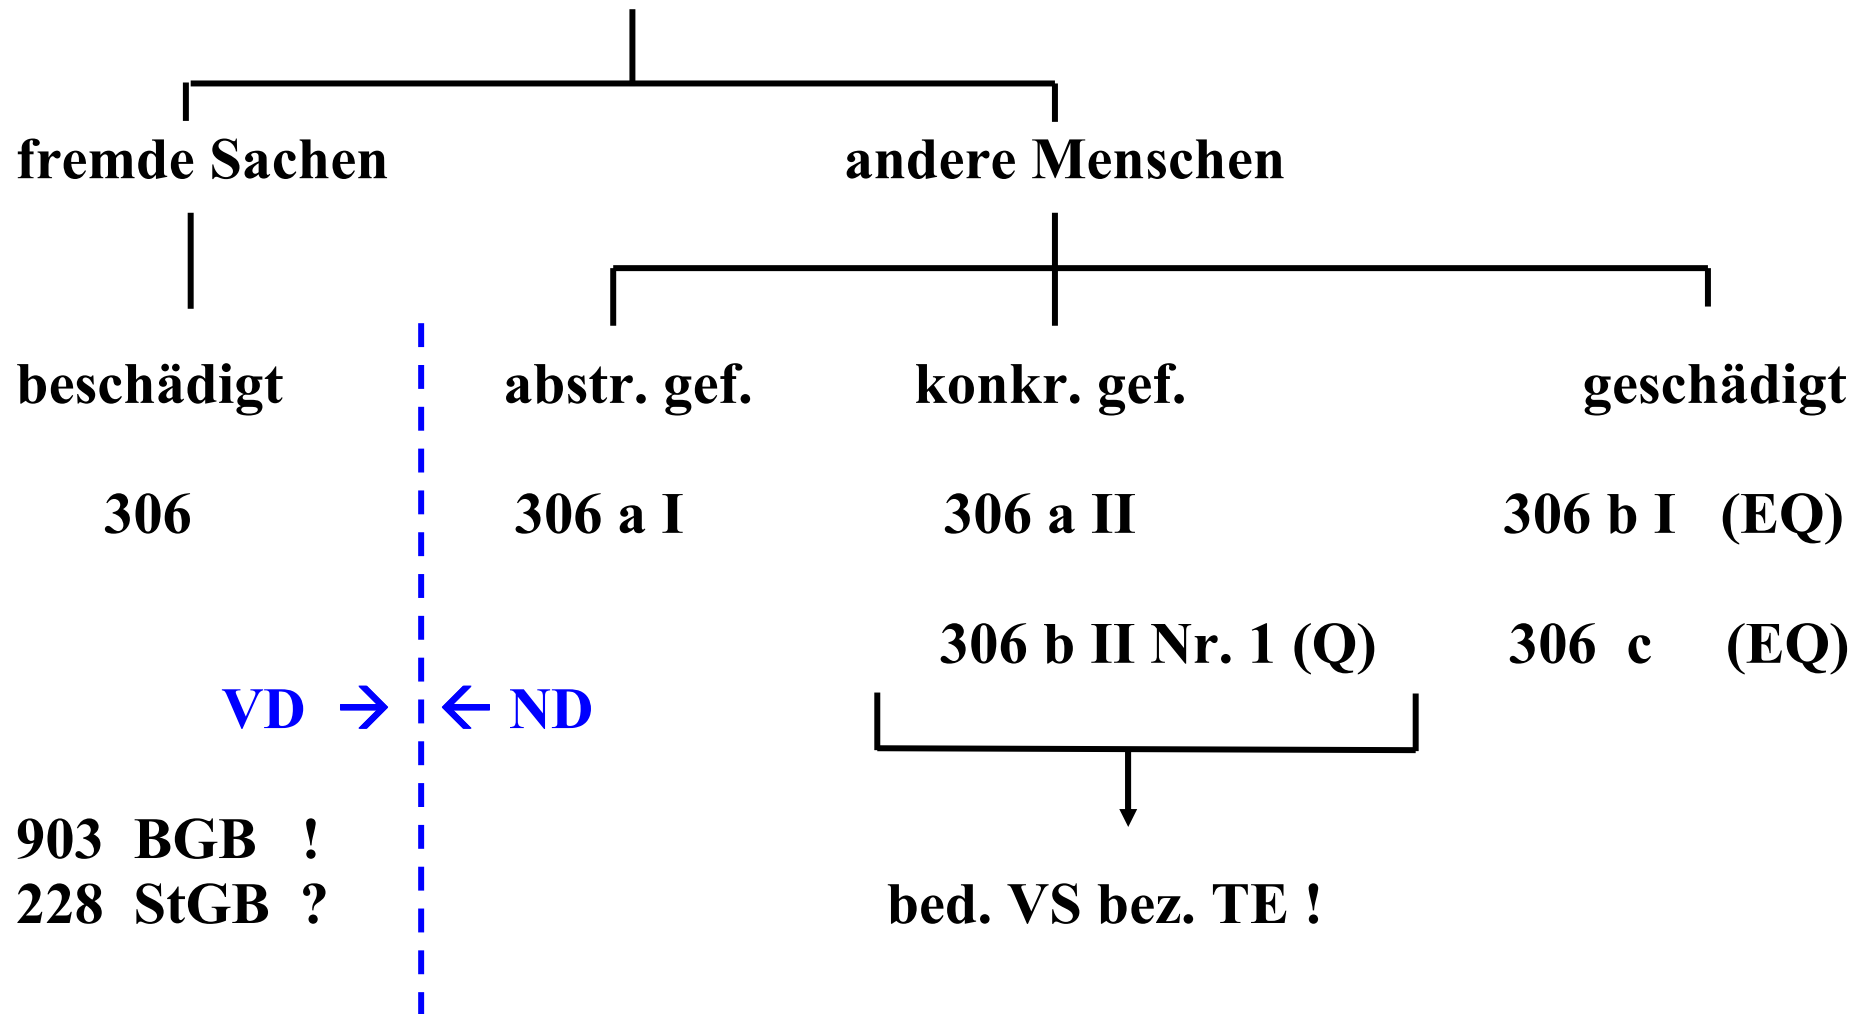 fremde Sachen andere Menschen
beschädigt abstr. gef. konkr. gef. geschädigt
306 306 a I 306 a II 306 b I (EQ)
306 b II Nr. 1 (Q) 306 c (EQ)
VD → ← ND
903 BGB !
228 StGB ? bed. VS bez. TE !